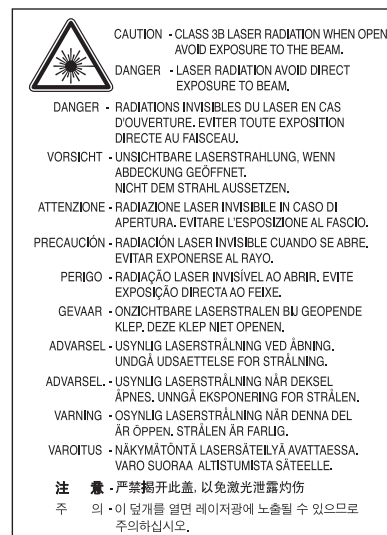 CAUTION - CLASS 3B LASER RADIATION WHEN OPEN
AVOID EXPOSURE TO THE BEAM.
DANGER - LASER RADIATION AVOID DIRECT
EXPOSURE TO BEAM.
DANGER - RADIATIONS INVISIBLES DU LASER EN CAS
D'OUVERTURE. EVITER TOUTE EXPOSITION
DIRECTE AU FAISCEAU.
VORSICHT - UNSICHTBARE LASERSTRAHLUNG, WENN
ABDECKUNG GEÖFFNET.
NICHT DEM STRAHL AUSSETZEN.
ATTENZIONE - RADIAZIONE LASER INVISIBILE IN CASO DI
APERTURA. EVITARE L'ESPOSIZIONE AL FASCIO.
PRECAUCIÓN - RADIACIÓN LASER INVISIBLE CUANDO SE ABRE.
EVITAR EXPONERSE AL RAYO.
PERIGO - RADIAÇÃO LASER INVISÍVEL AO ABRIR. EVITE
EXPOSIÇÃO DIRECTA AO FEIXE.
GEVAAR - ONZICHTBARE LASERSTRALEN BIJ GEOPENDE
KLEP. DEZE KLEP NIET OPENEN.
ADVARSEL - USYNLIG LASERSTRÅLNING VED ÅBNING.
UNDGÅ UDSAETTELSE FOR STRÅLNING.
ADVARSEL. - USYNLIG LASERSTRÅLNING NÅR DEKSEL
ÅPNES. UNNGÅ EKSPONERING FOR STRÅLEN.
VARNING - OSYNLIG LASERSTRÅLNING NÄR DENNA DEL
ÄR ÖPPEN. STRÅLEN ÄR FARLIG.
VAROITUS - NÄKYMÄTÖNTÄ LASERSÄTEILYÄ AVATTAESSA.
VARO SUORAA ALTISTUMISTA SÄTEELLE.
注 意 - 严禁揭开此盖, 以免激光泄露灼伤
주 의 - 이 덮개를 열면 레이저광에 노출될 수 있으므로
주의하십시오.